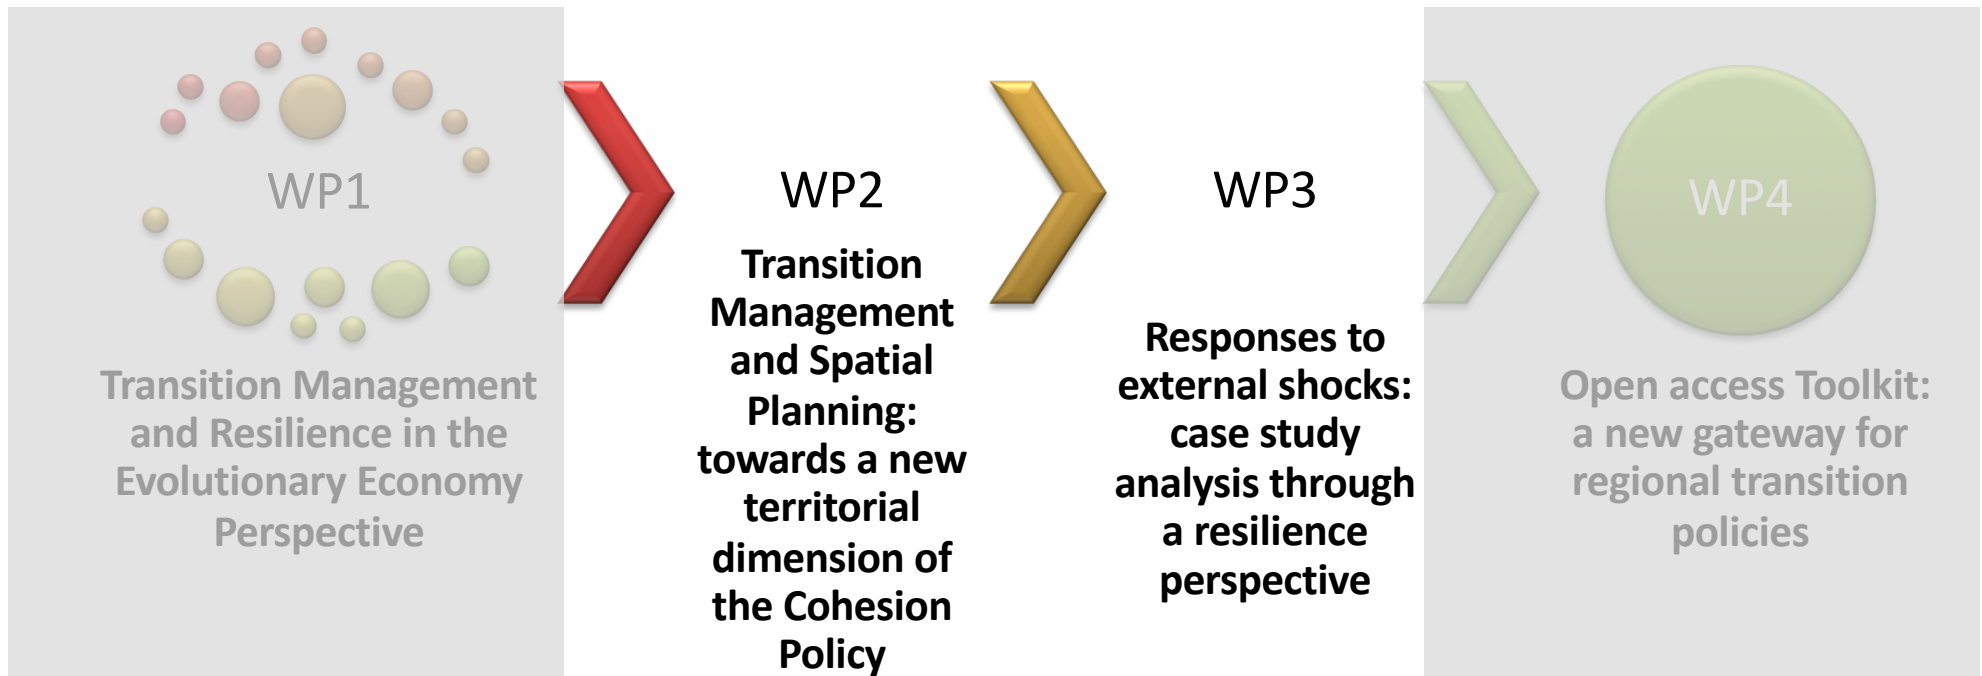 WP1
Transition Management
and Resilience in the
Evolutionary Economy
Perspective
WP2
Transition
Management
and Spatial
Planning:
towards a new
territorial
dimension of
the Cohesion
Policy
WP3
Responses to
external shocks:
case study
analysis through
a resilience
perspective
WP4
Open access Toolkit:
a new gateway for
regional transition
policies